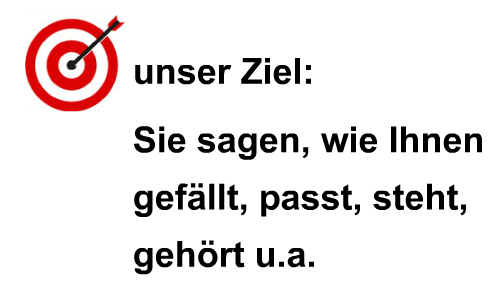 unser Ziel:
Sie sagen, wie Ihnen
gefällt, passt, steht,
gehört u.a.